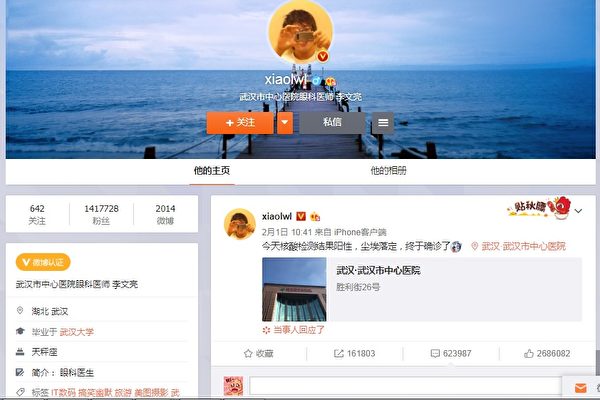 xiaolwl
武汉市中心医院眼科医师 李文亮
+ 关注
私信
他的主页
他的相册
642
1417728
2014
关注
粉丝
微博
微博认证
武汉市中心医院眼科医师 李文亮
湖北 武汉
毕业于 武汉大学
天秤座
简介: 眼科医生
标签 IT数码 搞笑幽默 旅游 美图摄影 武
贴秋膘
xiaolwl
2月1日 10:41 来自 iPhone客户端
今天核酸检测结果阳性,尘埃落定,终于确诊了
武汉·武汉市中心医院
武汉·武汉市中心医院
胜利街26号
当事人回应了
收藏
161803
623987
2686082